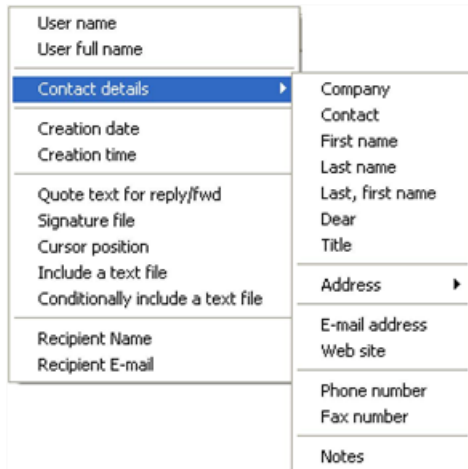 User name
User full name
Contact details
Creation date
Creation time
Quote text for reply/fwd
Signature file
Cursor position
Include a text file
Conditionally include a text file
Recipient Name
Recipient E-mail
Company
Contact
First name
Last name
Last, first name
Dear
Title
Address
E-mail address
Web site
Phone number
Fax number
Notes